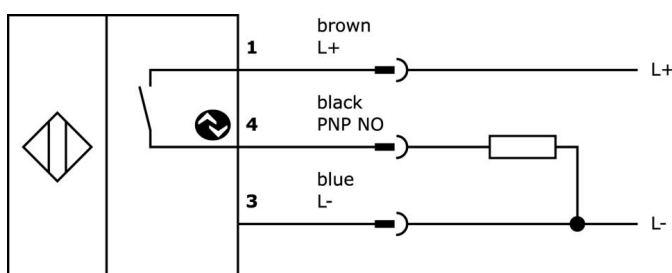 brown
1 L+
L+
black
4 PNP NO
blue
3 L-
L-